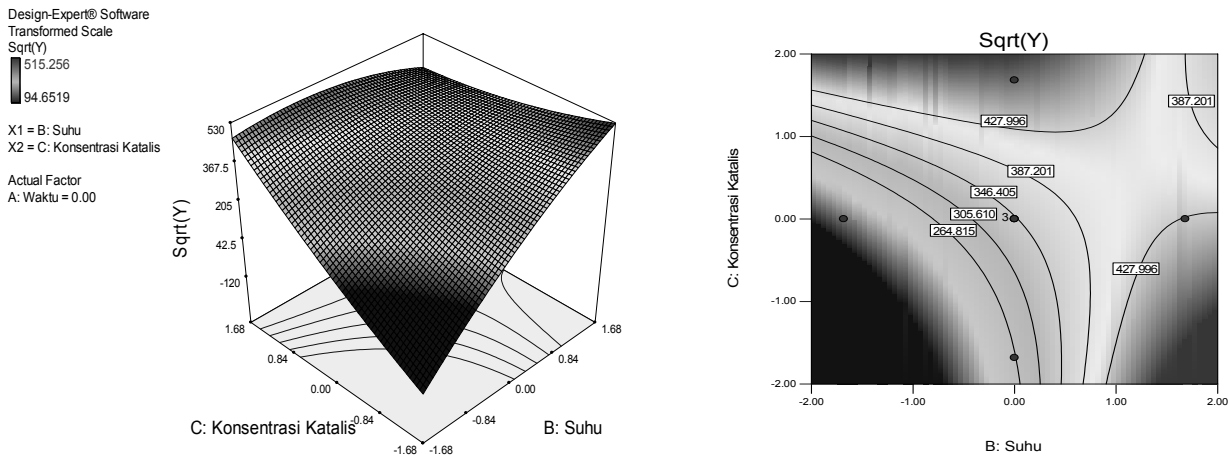 Design-Expert® Software
Transformed Scale
Sqrt(Y)
515.256
94.6519
X1 = B: Suhu
X2 = C: Konsentrasi Katalis
Actual Factor
A: Waktu = 0.00
530
367.5
205
42.5
-120
Sqrt(Y)
1.68
0.84
0.00
-0.84
-1.68
-1.68
-0.84
0.00
0.84
1.68
C: Konsentrasi Katalis
B: Suhu
Sqrt(Y)
2.00
1.00
0.00
-1.00
-2.00
C: Konsentrasi Katalis
387.201
427.996
387.201
346.405
305.610
3
264.815
427.996
-2.00 -1.00 0.00 1.00 2.00
B: Suhu